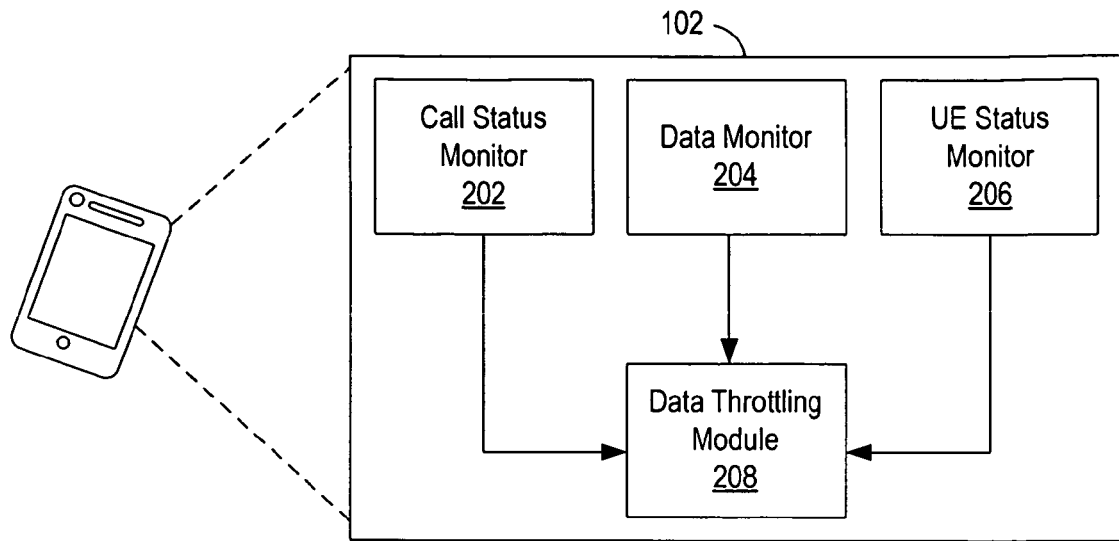 102
Call Status
Monitor
202
Data Monitor
204
UE Status
Monitor
206
Data Throttling
Module
208